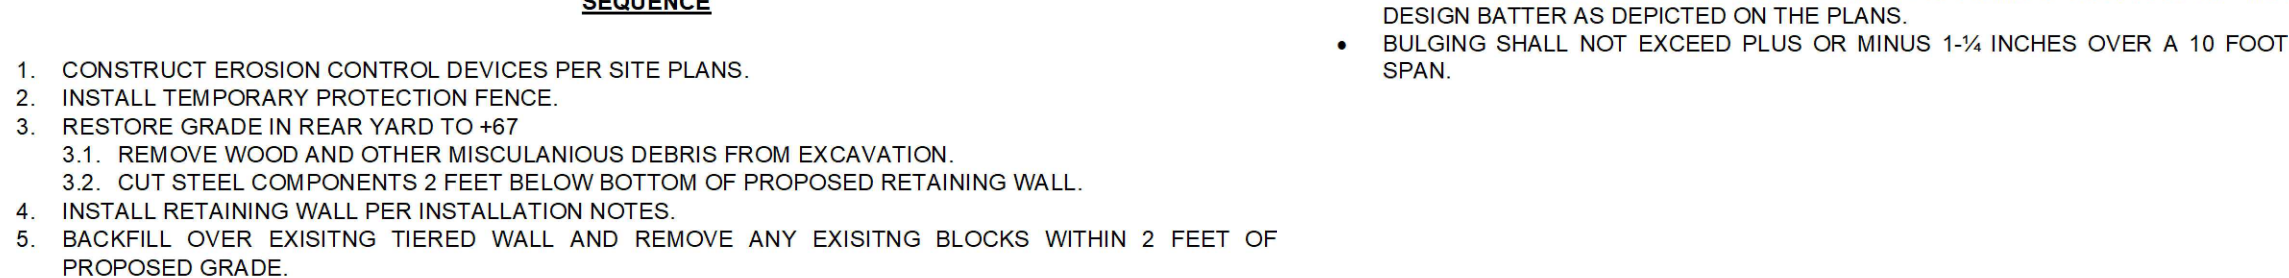 SEQUENCE
1. CONSTRUCT EROSION CONTROL DEVICES PER SITE PLANS.
2. INSTALL TEMPORARY PROTECTION FENCE.
3. RESTORE GRADE IN REAR YARD TO +67
3.1. REMOVE WOOD AND OTHER MISCULANIOUS DEBRIS FROM EXCAVATION.
3.2. CUT STEEL COMPONENTS 2 FEET BELOW BOTTOM OF PROPOSED RETAINING WALL.
4. INSTALL RETAINING WALL PER INSTALLATION NOTES.
5. BACKFILL OVER EXISITNG TIERED WALL AND REMOVE ANY EXISITNG BLOCKS WITHIN 2 FEET OF
PROPOSED GRADE.
DESIGN BATTER AS DEPICTED ON THE PLANS.
• BULGING SHALL NOT EXCEED PLUS OR MINUS 1-¼ INCHES OVER A 10 FOOT
SPAN.